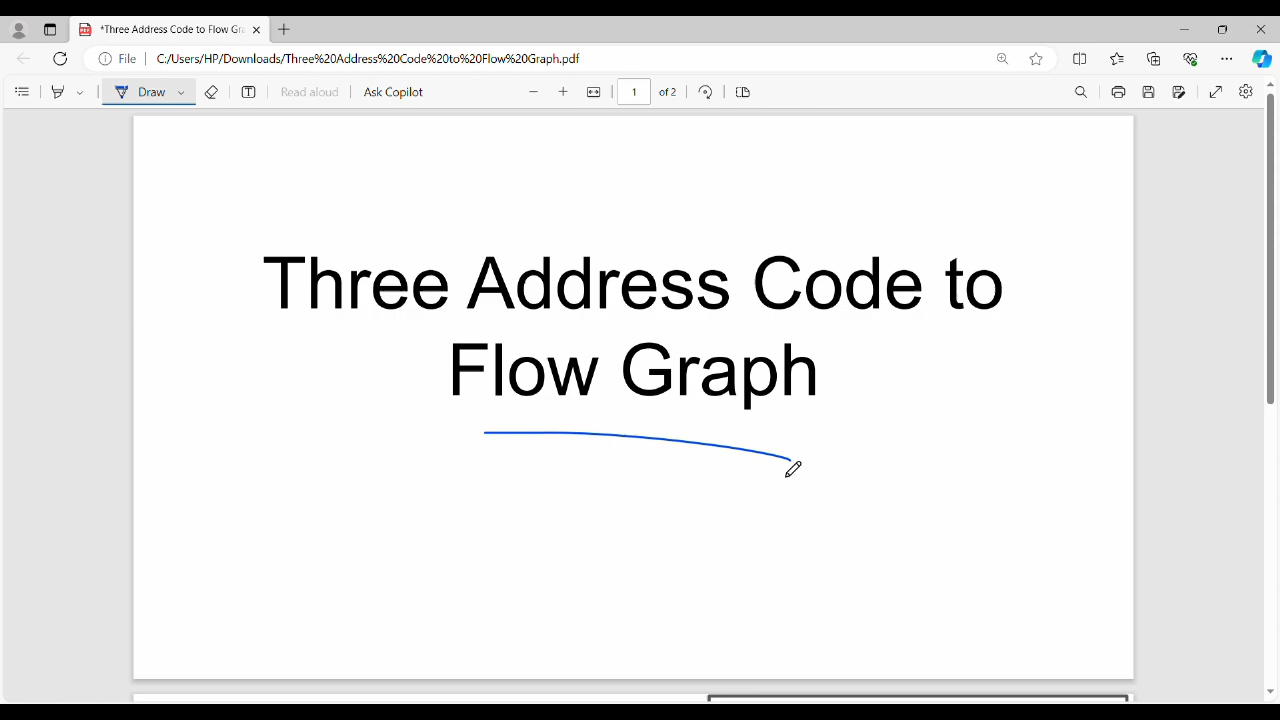 *Three Address Code to Flow Gra
File
C:/Users/HP/Downloads/Three%20Address%20Code%20to%20Flow%20Graph.pdf
Draw
Read aloud
Ask Copilot
1
of 2
Three Address Code to
Flow Graph